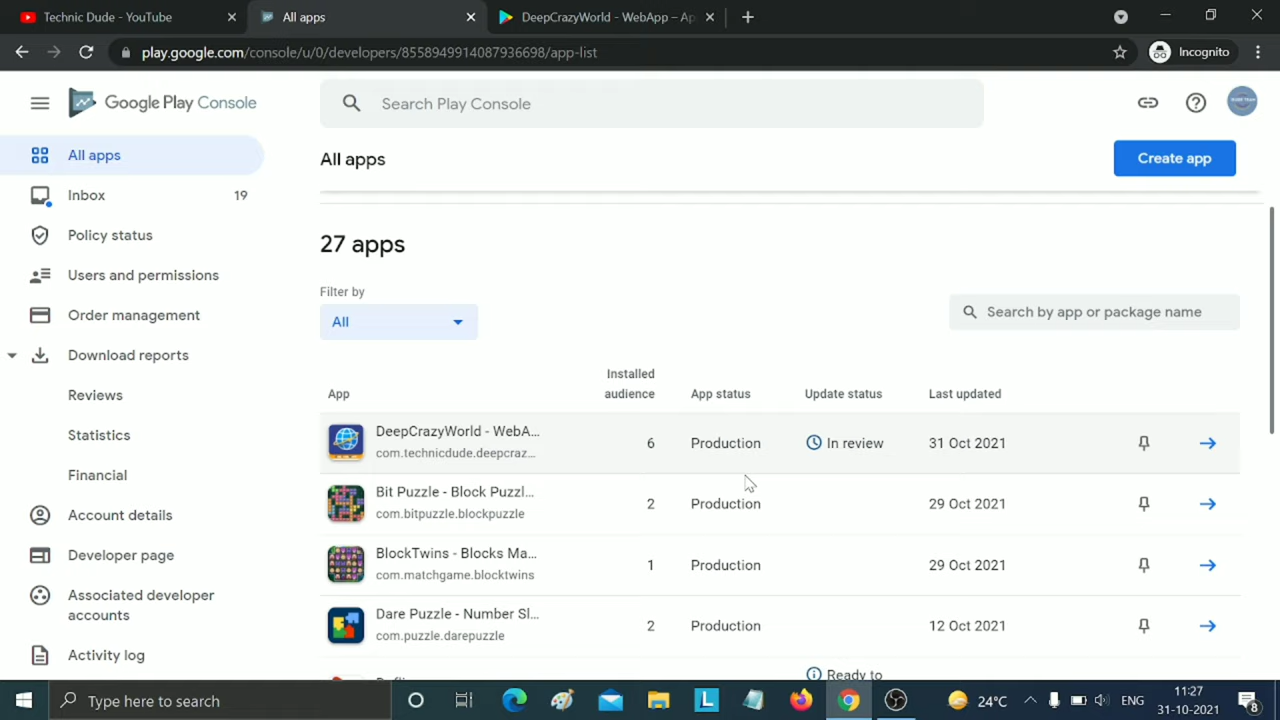 Technic Dude - YouTube
All apps
DeepCrazyWorld - WebApp – Ap
play.google.com/console/u/0/developers/8558949914087936698/app-list
Incognito
Google Play Console
Search Play Console
All apps
Inbox 19
Policy status
Users and permissions
Order management
Download reports
Reviews
Statistics
Financial
Account details
Developer page
Associated developer
accounts
Activity log
All apps
Create app
27 apps
Filter by
All
Search by app or package name
App Installed audience App status Update status Last updated
DeepCrazyWorld - WebA... 6 Production In review 31 Oct 2021
com.technicdude.deepcraz...
Bit Puzzle - Block Puzzl... 2 Production 29 Oct 2021
com.bitpuzzle.blockpuzzle
BlockTwins - Blocks Ma... 1 Production 29 Oct 2021
com.matchgame.blocktwins
Dare Puzzle - Number Sl... 2 Production 12 Oct 2021
com.puzzle.darepuzzle
Ready to
Type here to search
24°C
ENG
11:27
31-10-2021
8